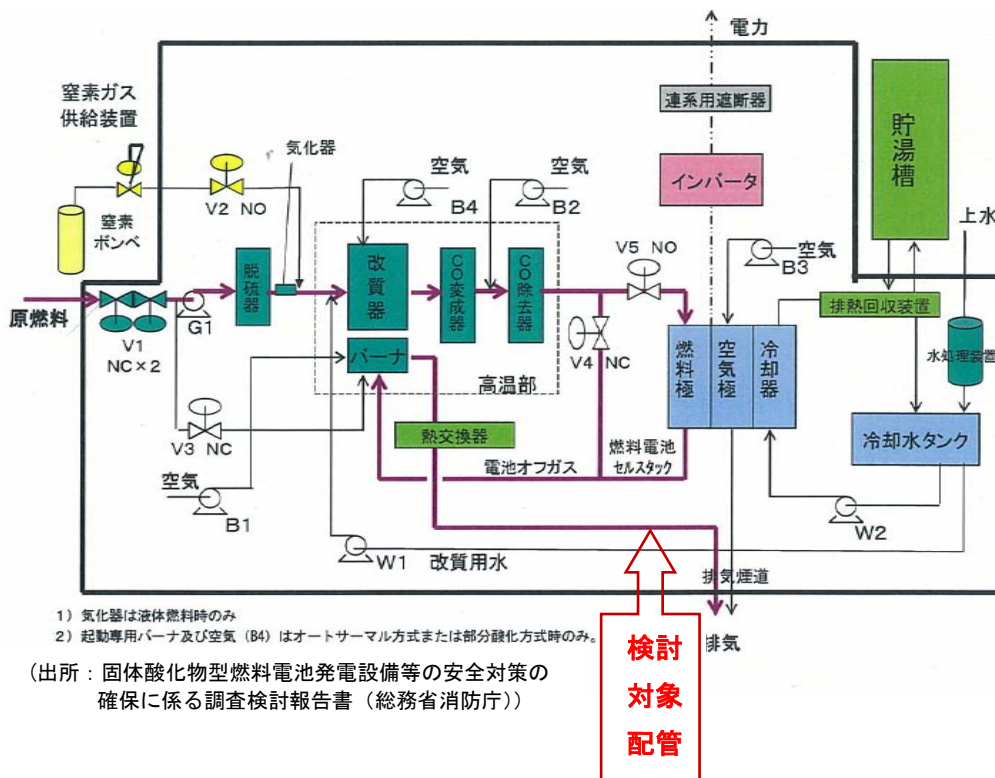 電力
連系用遮断器
インバータ
貯湯槽
上水
窒素ガス
供給装置
気化器
空気
B4
空気
B2
V2 NO
窒素
ボンベ
V5 NO
空気
B3
脱硫器
改質器
CO変成器
CO除去器
原燃料
V1
NC×2
G1
V4 NC
燃料極
空気極
冷却器
排熱回収装置
水処理装置
バーナ
高温部
V3 NC
熱交換器
冷却水タンク
電池オフガス
燃料電池
セルスタック
空気
B1
W2
W1
改質用水
排気煙道
排気
1) 気化器は液体燃料時のみ
2) 起動専用バーナ及び空気 (B4) はオートサーマル方式または部分酸化方式時のみ。
(出所:固体酸化物型燃料電池発電設備等の安全対策の
確保に係る調査検討報告書(総務省消防庁))
検討
対象
配管